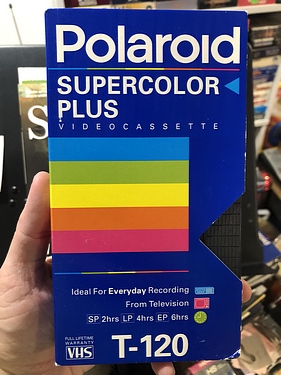 Polaroid
SUPERCOLOR
PLUS
VIDEOCASSETTE
Ideal For Everyday Recording
From Television
SP 2hrs LP 4hrs EP 6hrs
FULL LIFETIME
WARRANTY
VHS
T-120
S